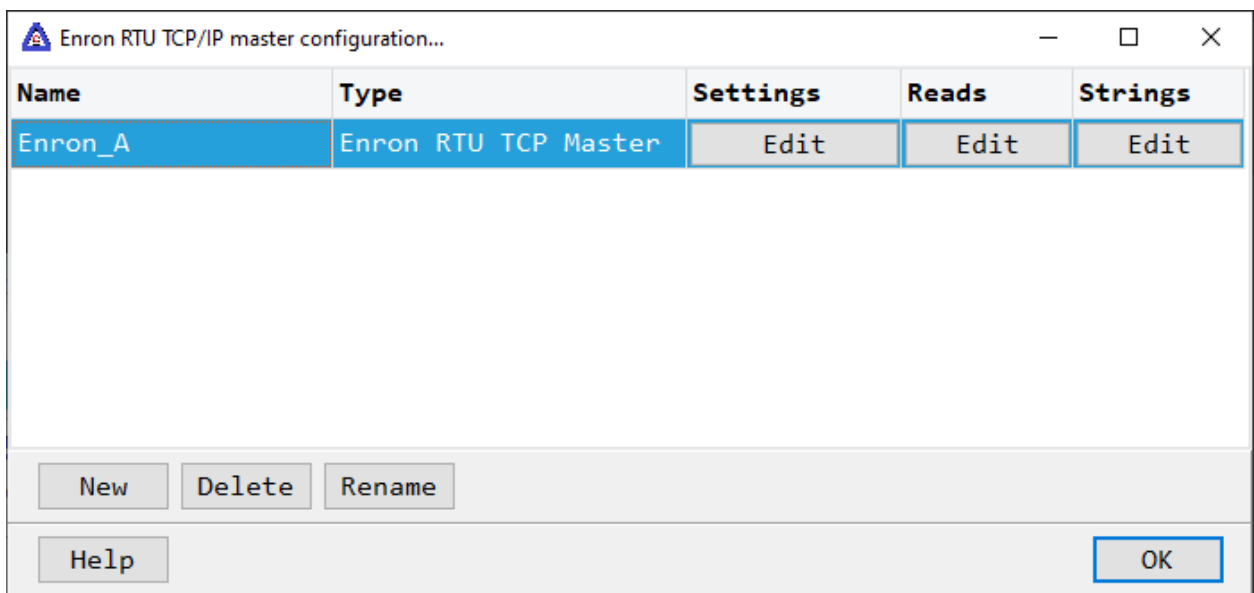 Enron RTU TCP/IP master configuration...
Name Type Settings Reads Strings
Enron_A Enron RTU TCP Master Edit Edit Edit
New Delete Rename
Help OK